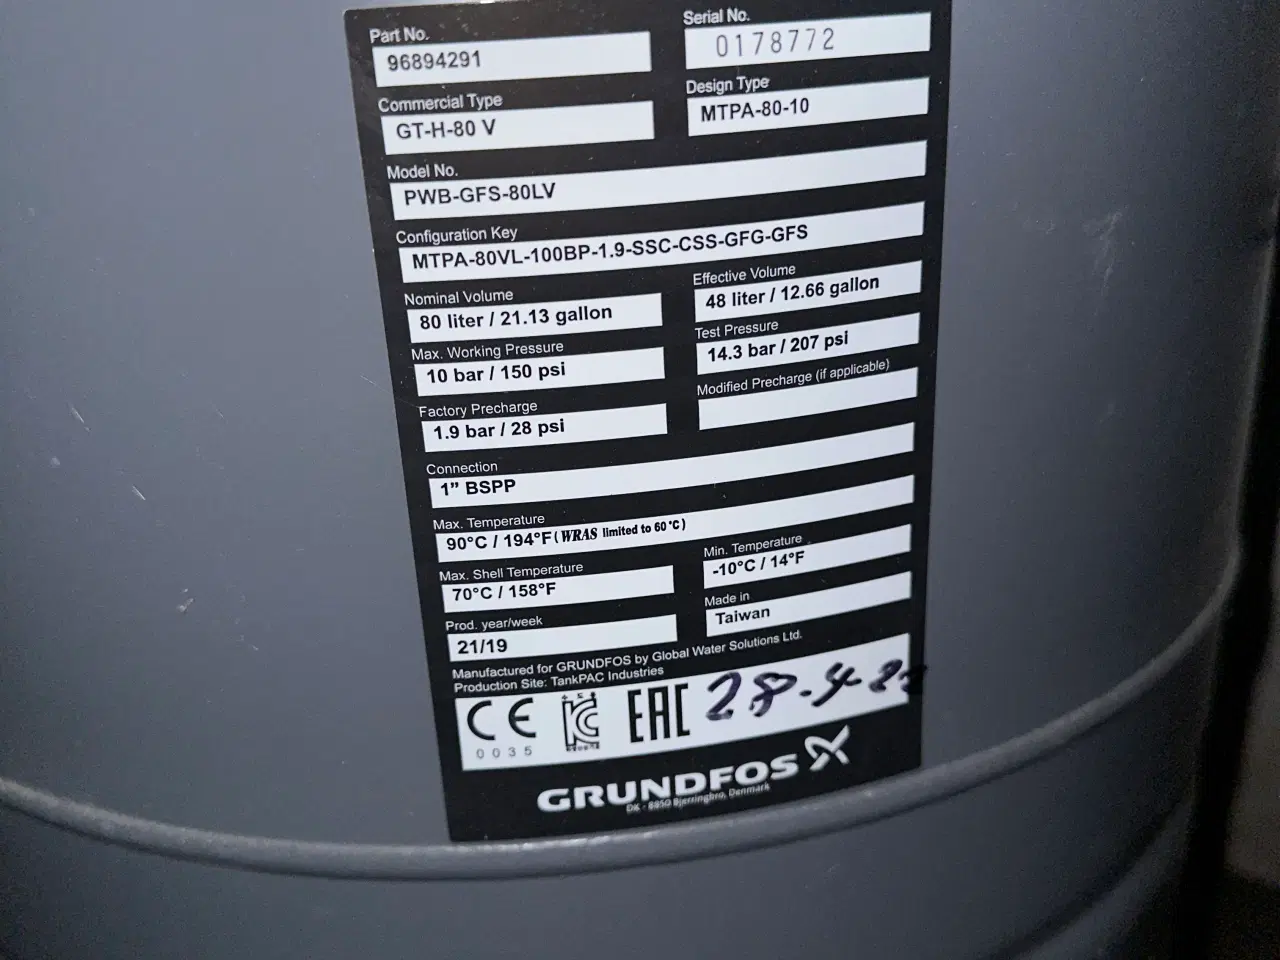 Part No.
96894291
Serial No.
0178772
Commercial Type
GT-H-80 V
Design Type
MTPA-80-10
Model No.
PWB-GFS-80LV
Configuration Key
MTPA-80VL-100BP-1.9-SSC-CSS-GFG-GFS
Nominal Volume
80 liter / 21.13 gallon
Effective Volume
48 liter / 12.66 gallon
Max. Working Pressure
10 bar / 150 psi
Test Pressure
14.3 bar / 207 psi
Factory Precharge
1.9 bar / 28 psi
Modified Precharge (if applicable)
Connection
1” BSPP
Max. Temperature
90°C / 194°F (WRAS limited to 60 °C)
Max. Shell Temperature
70°C / 158°F
Min. Temperature
-10°C / 14°F
Prod. year/week
21/19
Made in
Taiwan
Manufactured for GRUNDFOS by Global Water Solutions Ltd.
Production Site: TankPAC Industries
CE
0035
EAC
28.4.22
GRUNDFOS
DK - 8850 Bjerringbro, Denmark